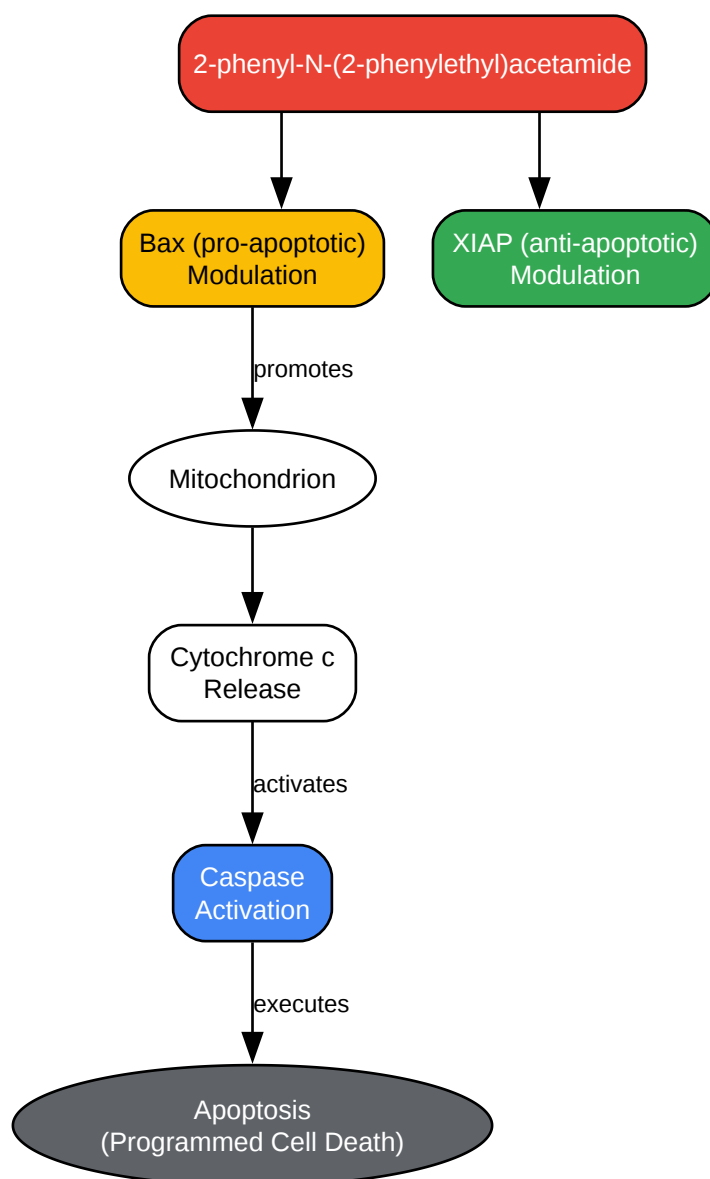 2-phenyl-N-(2-phenylethyl)acetamide
Bax (pro-apoptotic)
Modulation
XIAP (anti-apoptotic)
Modulation
promotes
Mitochondrion
Cytochrome c
Release
activates
Caspase
Activation
executes
Apoptosis
(Programmed Cell Death)